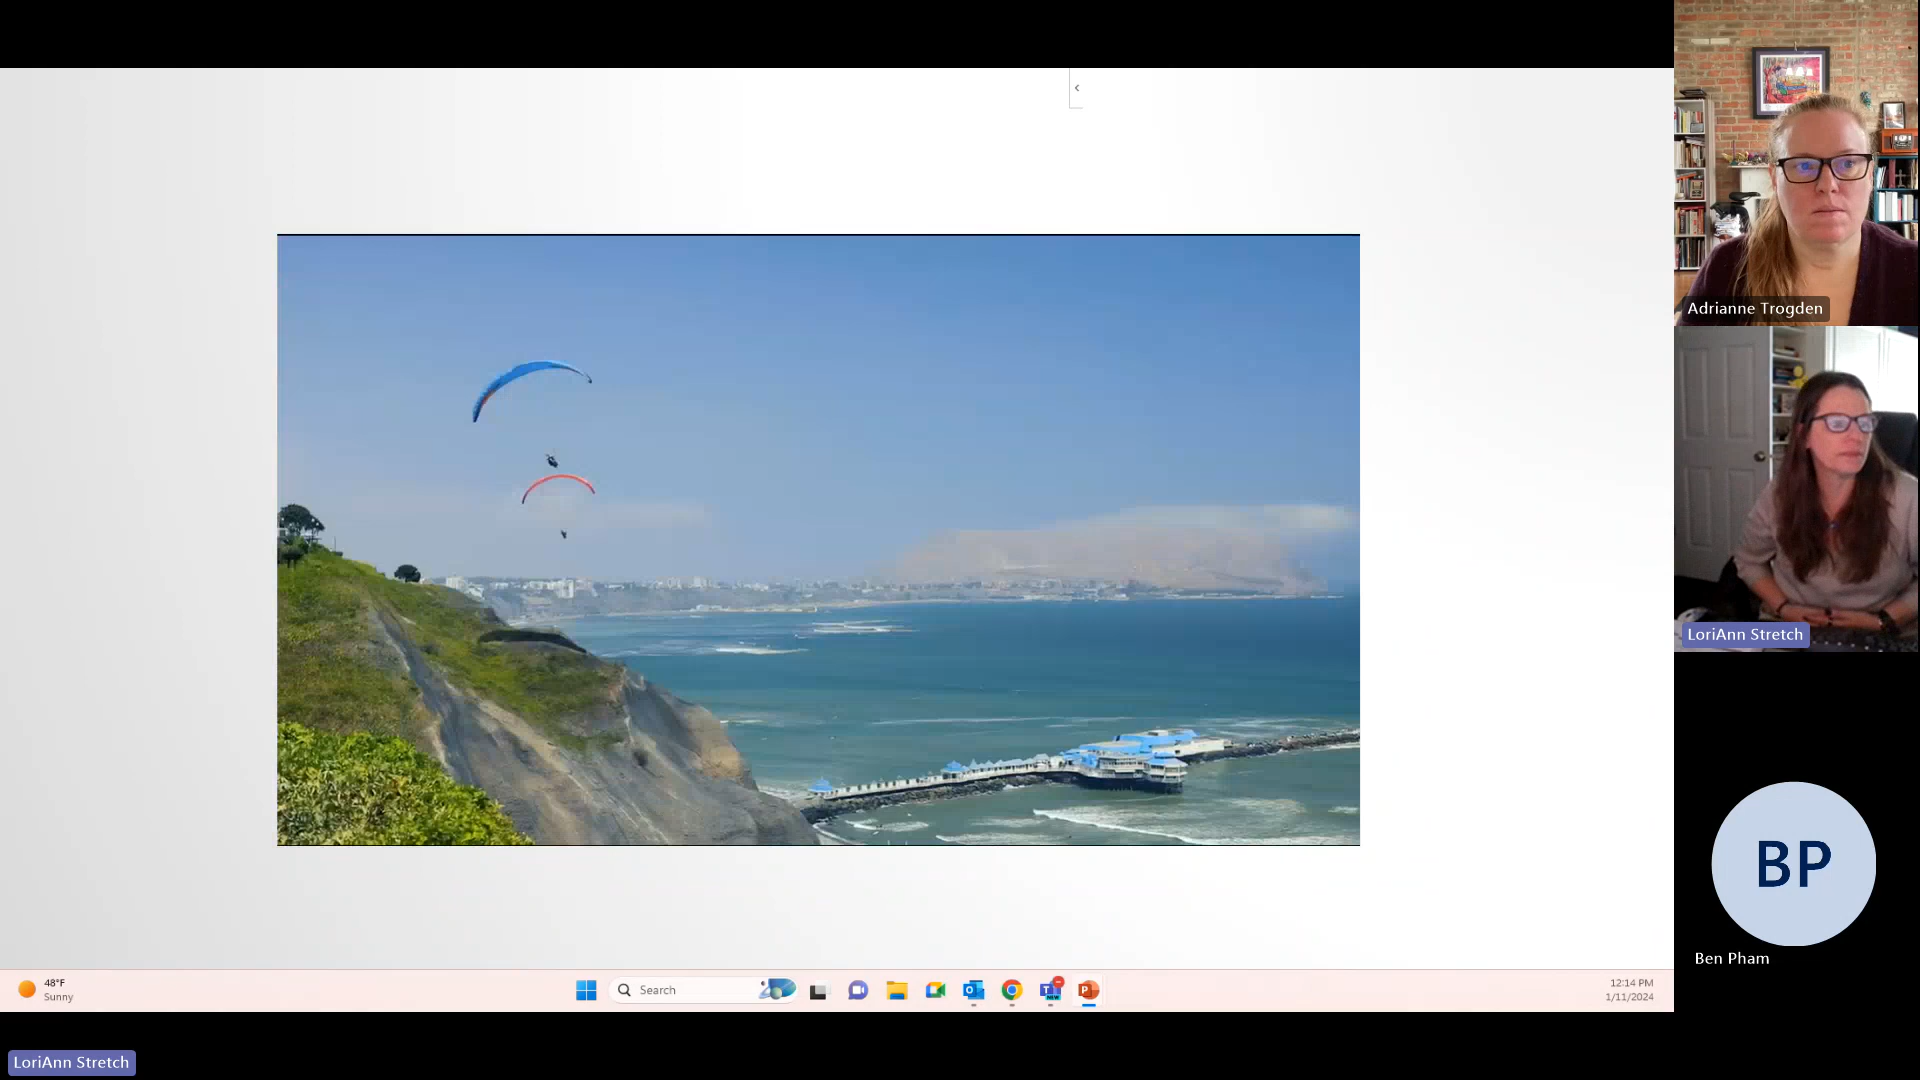 Adrianne Trogden
LoriAnn Stretch
BP
Ben Pham
48°F
Sunny
Search
12:14 PM
1/11/2024
LoriAnn Stretch